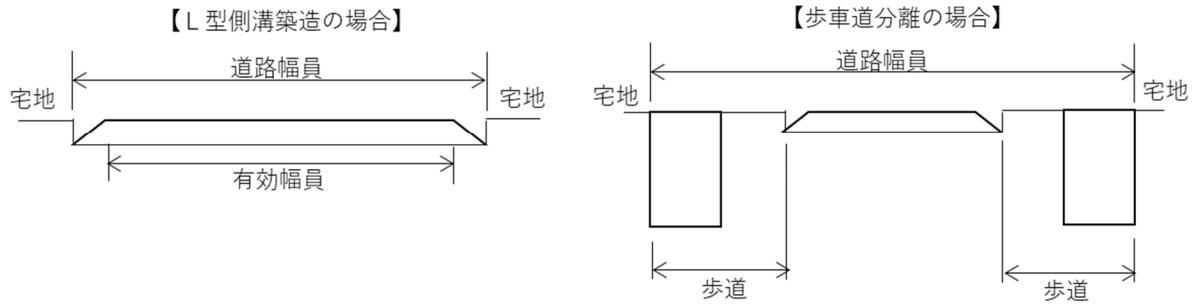 【L型側溝築造の場合】
道路幅員
宅地
宅地
有効幅員
【歩車道分離の場合】
道路幅員
宅地
宅地
歩道
歩道